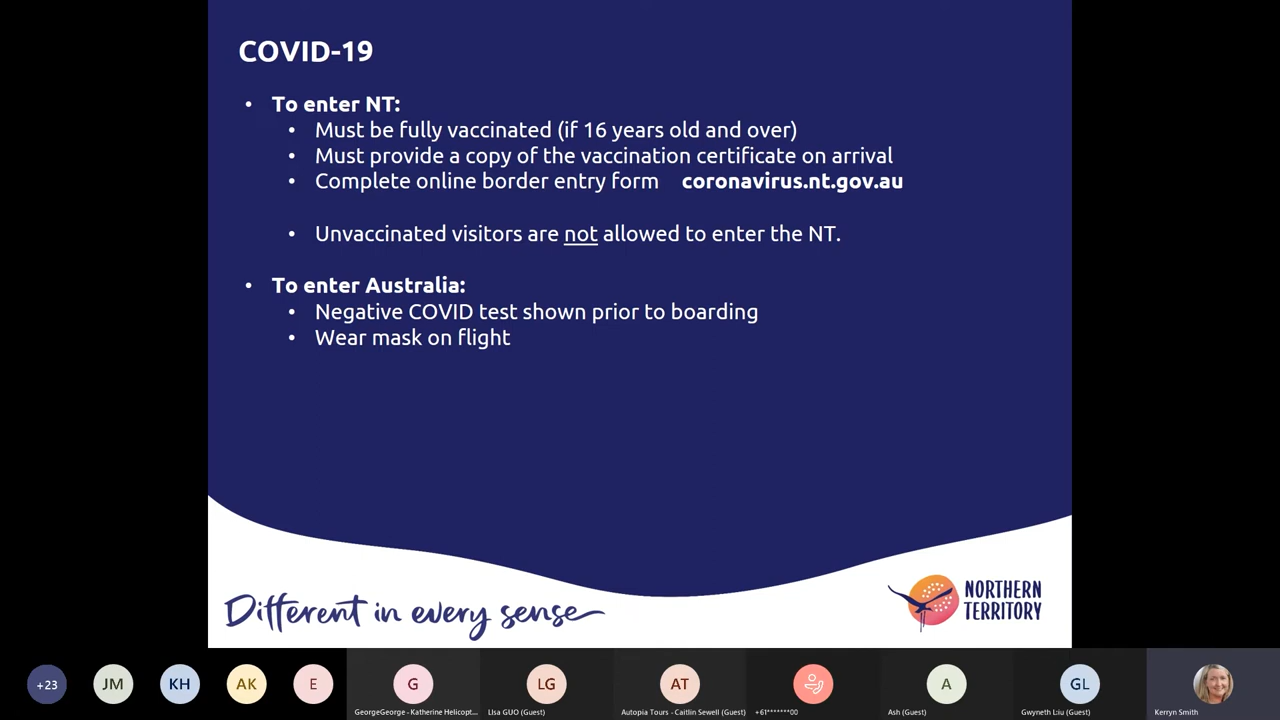 COVID-19
• To enter NT:
• Must be fully vaccinated (if 16 years old and over)
• Must provide a copy of the vaccination certificate on arrival
• Complete online border entry form coronavirus.nt.gov.au
• Unvaccinated visitors are not allowed to enter the NT.
• To enter Australia:
• Negative COVID test shown prior to boarding
• Wear mask on flight
Different in every sense
NORTHERN
TERRITORY
+23
JM
KH
AK
E
G
LG
AT
A
GL
GeorgeGeorge - Katherine Helicopt...
LIsa GUO (Guest)
Autopia Tours - Caitlin Sewell (Guest)
+61*******00
Ash (Guest)
Gwyneth L:iu (Guest)
Kerryn Smith